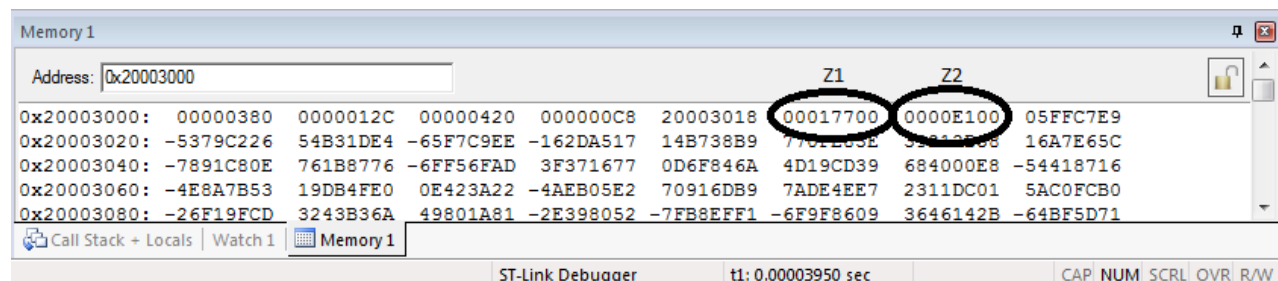 Memory 1
Address: 0x20003000
Z1 Z2
0x20003000: 00000380 0000012C 00000420 000000C8 20003018 00017700 0000E100 05FFC7E9
0x20003020: -5379C226 54B31DE4 -65F7C9EE -162DA517 14B738B9 16A7E65C
0x20003040: -7891C80E 761B8776 -6FF56FAD 3F371677 0D6F846A 4D19CD39 684000E8 -54418716
0x20003060: -4E8A7B53 19DB4FE0 0E423A22 -4AEB05E2 70916DB9 7ADE4EE7 2311DC01 5AC0FCB0
0x20003080: -26F19FCD 3243B36A 49801A81 -2E398052 -7FB8EFF1 -6F9F8609 3646142B -64BF5D71
Call Stack + Locals Watch 1 Memory 1
ST-Link Debugger t1: 0.00003950 sec CAP NUM SCRL OVR R/W